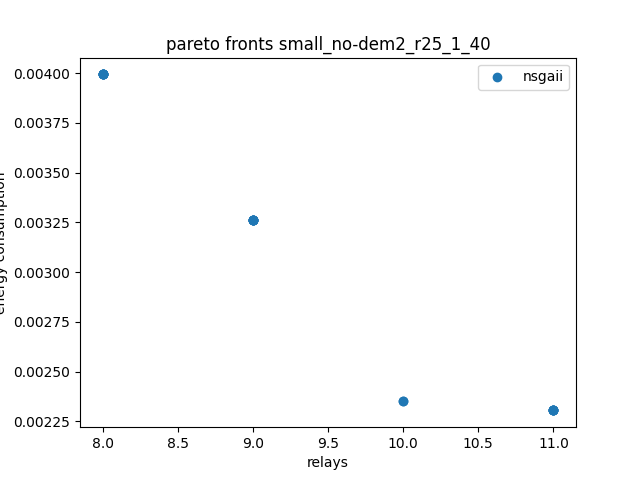 pareto fronts small_no-dem2_r25_1_40
nsgaii
0.00400
0.00375
0.00350
0.00325
0.00300
0.00275
0.00250
0.00225
energy consumption
8.0 8.5 9.0 9.5 10.0 10.5 11.0
relays